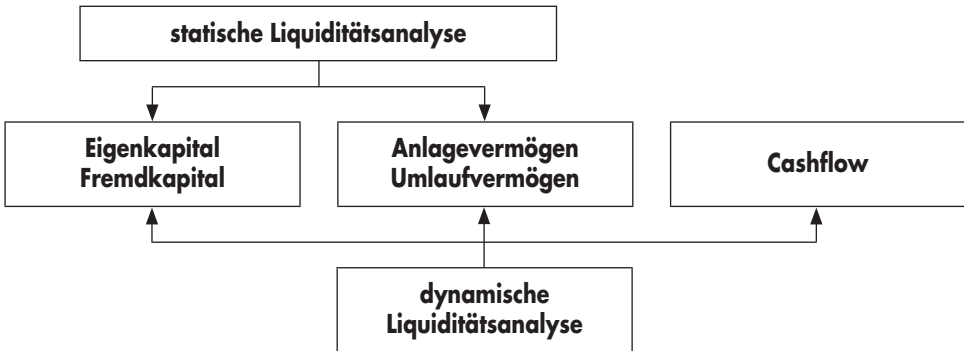 statische Liquiditätsanalyse
Eigenkapital
Fremdkapital
Anlagevermögen
Umlaufvermögen
Cashflow
dynamische
Liquiditätsanalyse